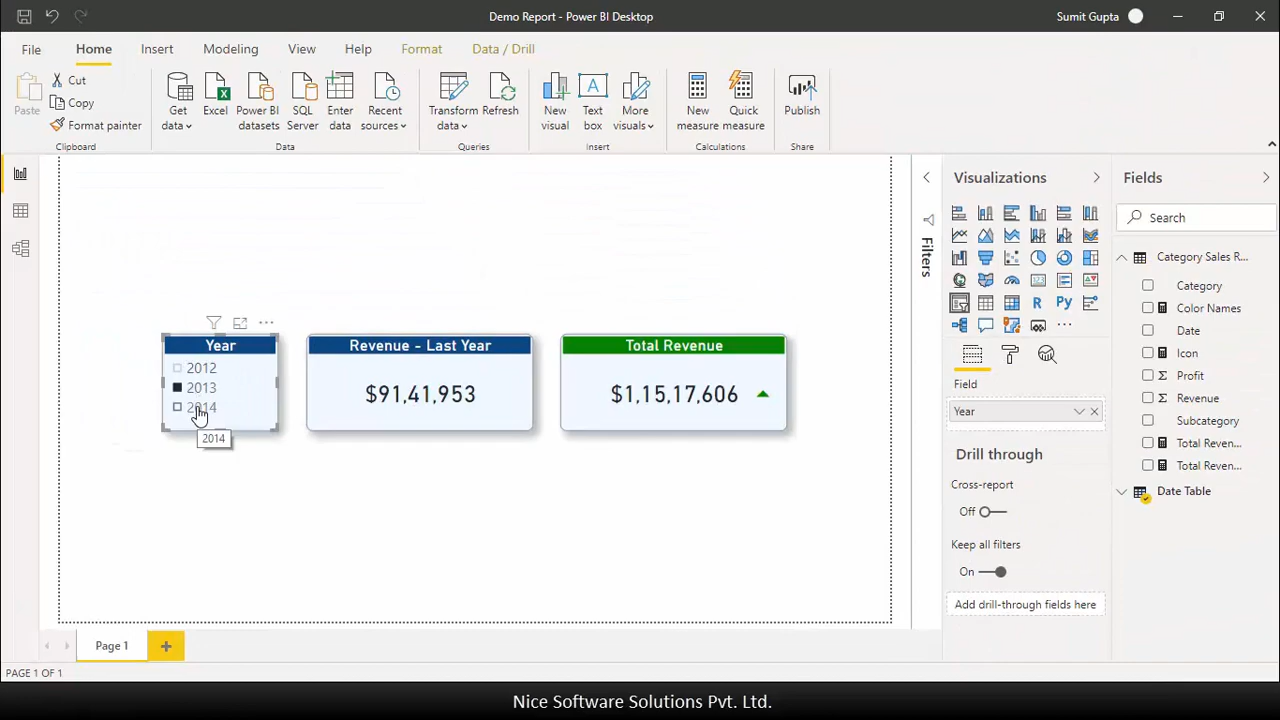 Demo Report - Power BI Desktop
Sumit Gupta
File
Home
Insert
Modeling
View
Help
Format
Data / Drill
Paste
Cut
Copy
Format painter
Clipboard
Get data
Excel
Power BI datasets
SQL Server
Enter data
Recent sources
Data
Transform data
Refresh
Queries
New visual
Text box
More visuals
Insert
New measure
Quick measure
Calculations
Publish
Share
Year
2012
2013
2014
2014
Revenue - Last Year
$91,41,953
Total Revenue
$1,15,17,606
Filters
Visualizations
R
Py
Field
Year
Drill through
Cross-report
Off
Keep all filters
On
Add drill-through fields here
Fields
Search
Category Sales R...
Category
Color Names
Date
Icon
Profit
Revenue
Subcategory
Total Reven...
Total Reven...
Date Table
Page 1
PAGE 1 OF 1
Nice Software Solutions Pvt. Ltd.